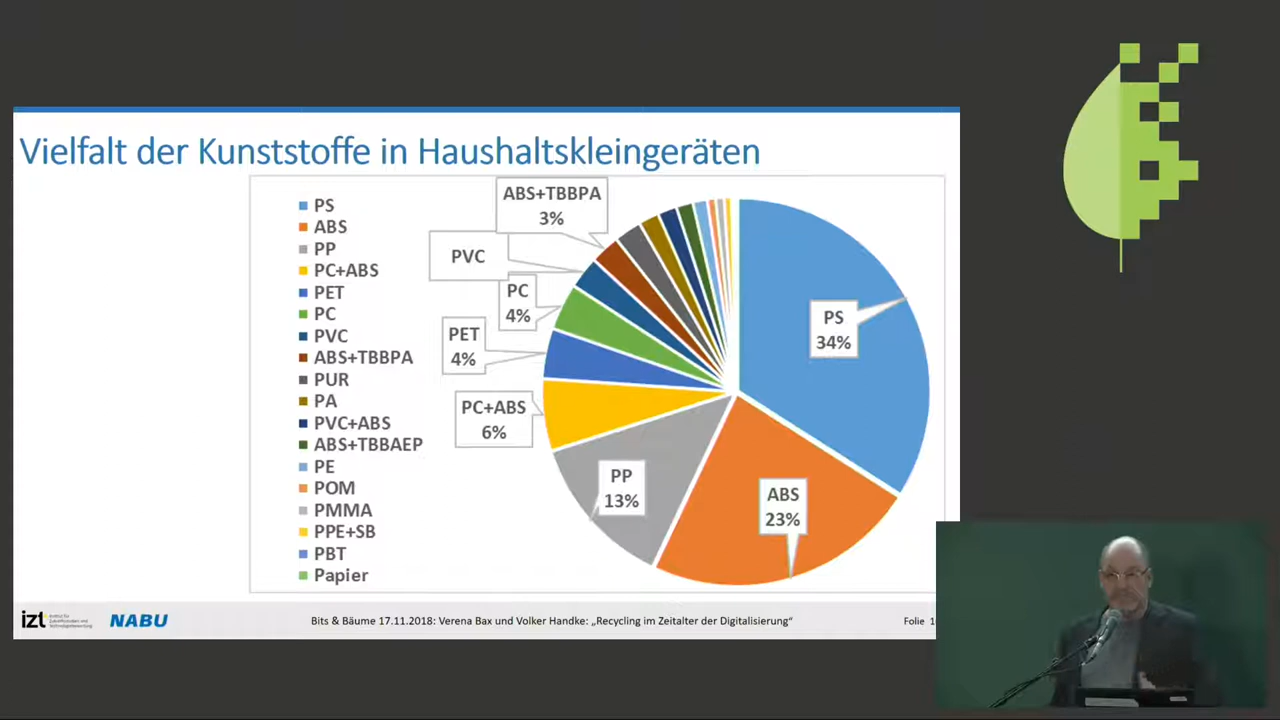 Vielfalt der Kunststoffe in Haushaltskleingeräten
PS
ABS
PP
PC+ABS
PET
PC
PVC
ABS+TBBPA
PUR
PA
PVC+ABS
ABS+TBBAEP
PE
POM
PMMA
PPE+SB
PBT
Papier
ABS+TBBPA
3%
PVC
PC
4%
PET
4%
PC+ABS
6%
PP
13%
ABS
23%
PS
34%
izt
NABU
Bits & Bäume 17.11.2018: Verena Bax und Volker Handke: „Recycling im Zeitalter der Digitalisierung“
Folie